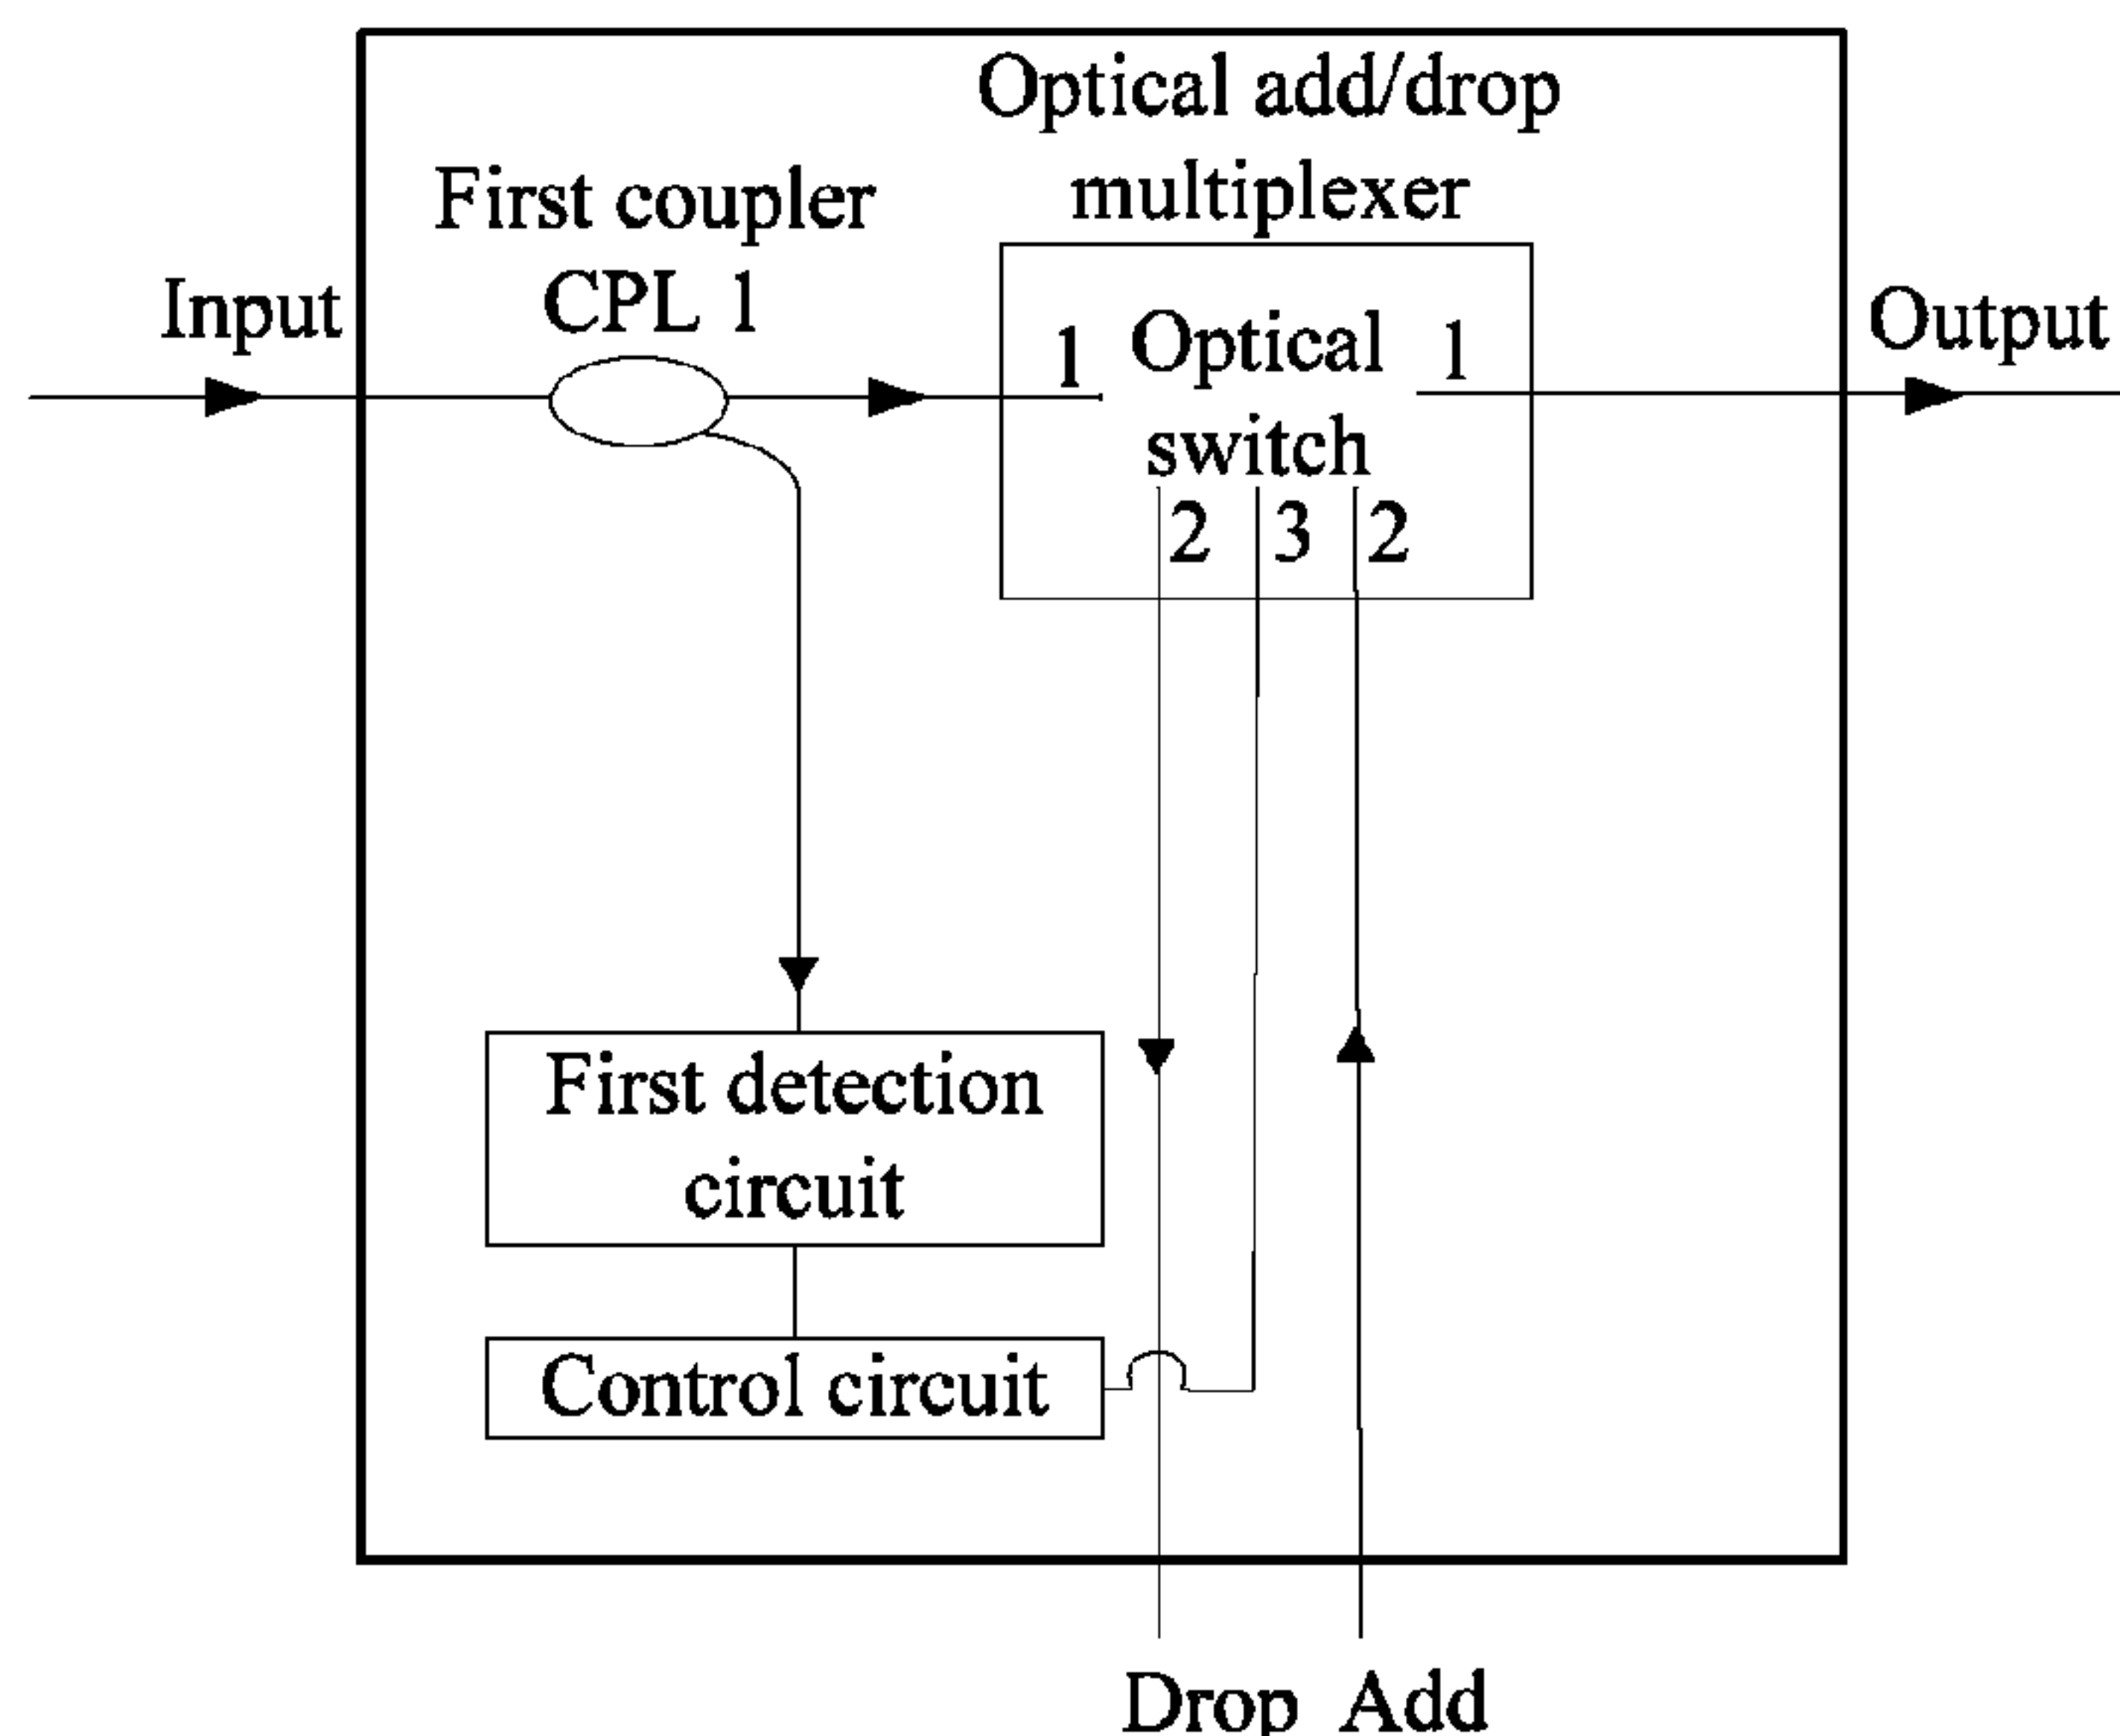 Optical add/drop
multiplexer
First coupler
CPL 1
Input
Output
1 Optical 1
switch
2 3 2
First detection
circuit
Control circuit
Drop Add